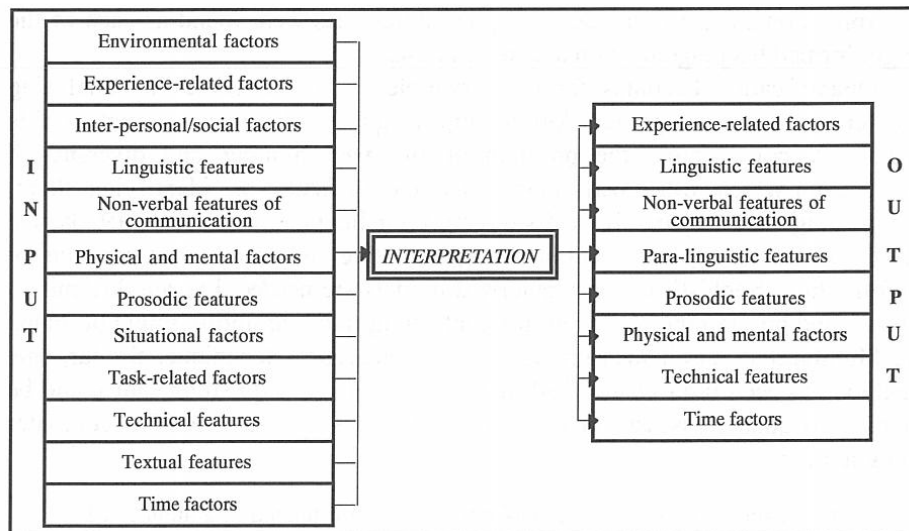 Environmental factors
Experience-related factors
Inter-personal/social factors
Linguistic features
Non-verbal features of
communication
Physical and mental factors
Prosodic features
Situational factors
Task-related factors
Technical features
Textual features
Time factors
I
N
P
U
T
INTERPRETATION
Experience-related factors
Linguistic features
Non-verbal features of
communication
Para-linguistic features
Prosodic features
Physical and mental factors
Technical features
Time factors
O
U
T
P
U
T